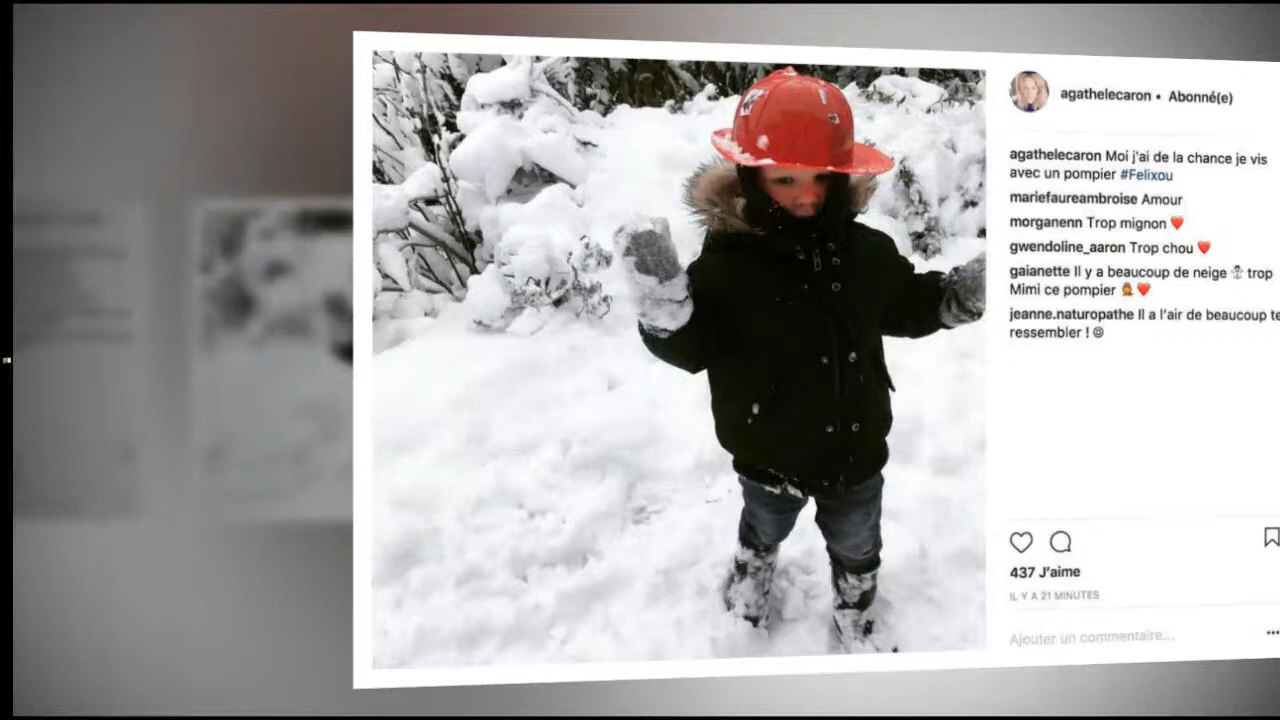 agathelecaron • Abonné(e)
agathelecaron Moi j'ai de la chance je vis
avec un pompier #Felixou
mariefaureambroise Amour
morganenn Trop mignon ❤️
gwendoline_aaron Trop chou ❤️
gaianette Il y a beaucoup de neige ☃️ trop
Mimi ce pompier 👩‍🚒❤️
jeanne.naturopathe Il a l'air de beaucoup te
ressembler ! 😍
437 J'aime
IL Y A 21 MINUTES
Ajouter un commentaire...